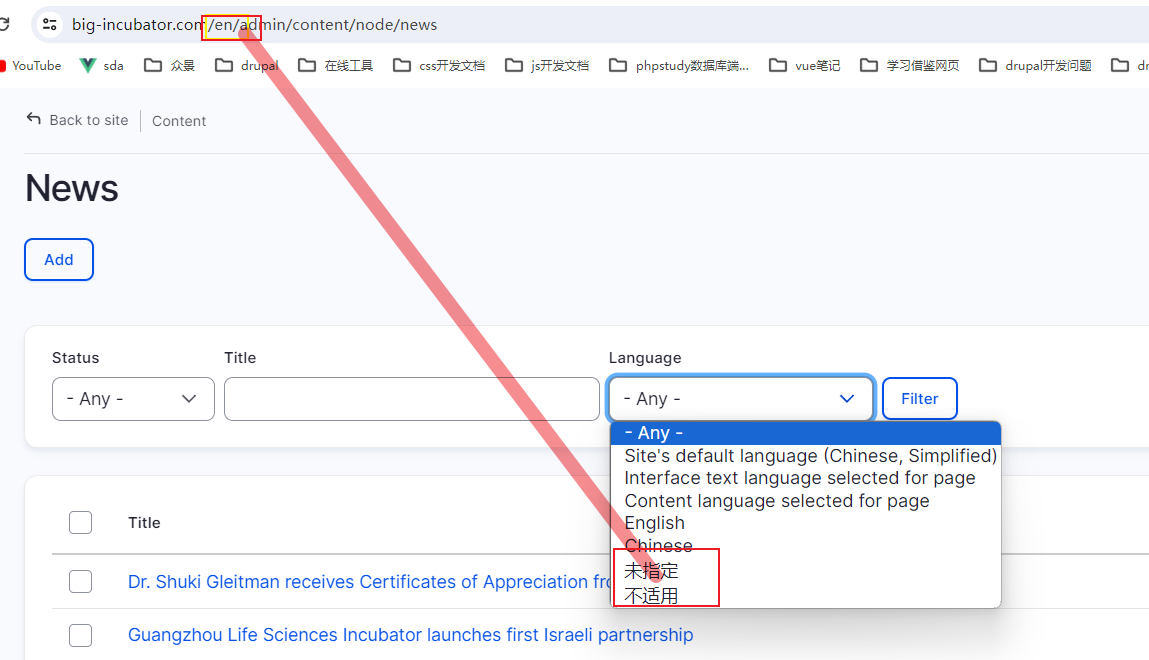 big-incubator.com/en/admin/content/node/news
YouTube sda 众景 drupal 在线工具 css开发文档 js开发文档 phpstudy数据库端... vue笔记 学习借鉴网页 drupal开发问题
Back to site Content
News
Add
Status Title Language
- Any - - Any - Filter
- Any -
Site's default language (Chinese, Simplified)
Interface text language selected for page
Content language selected for page
English
Chinese
未指定
不适用
Title
Dr. Shuki Gleitman receives Certificates of Appreciation
Guangzhou Life Sciences Incubator launches first Israeli partnership